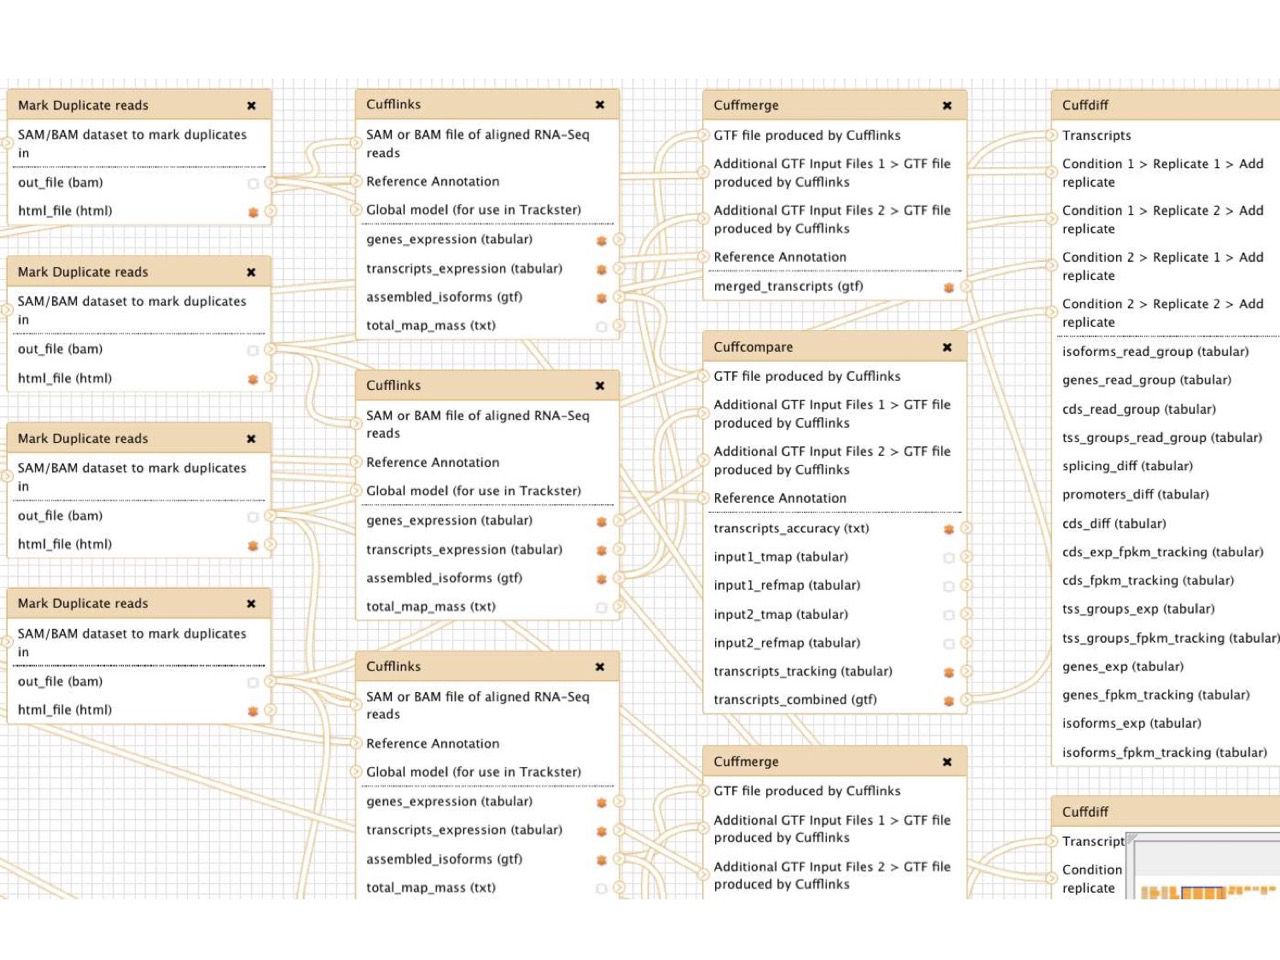 Mark Duplicate reads ✖
SAM/BAM dataset to mark duplicates
in
out_file (bam)
html_file (html)
Mark Duplicate reads ✖
SAM/BAM dataset to mark duplicates
in
out_file (bam)
html_file (html)
Mark Duplicate reads ✖
SAM/BAM dataset to mark duplicates
in
out_file (bam)
html_file (html)
Mark Duplicate reads ✖
SAM/BAM dataset to mark duplicates
in
out_file (bam)
html_file (html)
Cufflinks ✖
SAM or BAM file of aligned RNA-Seq
reads
Reference Annotation
Global model (for use in Trackster)
genes_expression (tabular)
transcripts_expression (tabular)
assembled_isoforms (gtf)
total_map_mass (txt)
Cufflinks ✖
SAM or BAM file of aligned RNA-Seq
reads
Reference Annotation
Global model (for use in Trackster)
genes_expression (tabular)
transcripts_expression (tabular)
assembled_isoforms (gtf)
total_map_mass (txt)
Cufflinks ✖
SAM or BAM file of aligned RNA-Seq
reads
Reference Annotation
Global model (for use in Trackster)
genes_expression (tabular)
transcripts_expression (tabular)
assembled_isoforms (gtf)
total_map_mass (txt)
Cuffmerge ✖
GTF file produced by Cufflinks
Additional GTF Input Files 1 > GTF file
produced by Cufflinks
Additional GTF Input Files 2 > GTF file
produced by Cufflinks
Reference Annotation
merged_transcripts (gtf)
Cuffcompare ✖
GTF file produced by Cufflinks
Additional GTF Input Files 1 > GTF file
produced by Cufflinks
Additional GTF Input Files 2 > GTF file
produced by Cufflinks
Reference Annotation
transcripts_accuracy (txt)
input1_tmap (tabular)
input1_refmap (tabular)
input2_tmap (tabular)
input2_refmap (tabular)
transcripts_tracking (tabular)
transcripts_combined (gtf)
Cuffmerge ✖
GTF file produced by Cufflinks
Additional GTF Input Files 1 > GTF file
produced by Cufflinks
Additional GTF Input Files 2 > GTF file
produced by Cufflinks
Cuffdiff
Transcripts
Condition 1 > Replicate 1 > Add
replicate
Condition 1 > Replicate 2 > Add
replicate
Condition 2 > Replicate 1 > Add
replicate
Condition 2 > Replicate 2 > Add
replicate
isoforms_read_group (tabular)
genes_read_group (tabular)
cds_read_group (tabular)
tss_groups_read_group (tabular)
splicing_diff (tabular)
promoters_diff (tabular)
cds_diff (tabular)
cds_exp_fpkm_tracking (tabular)
cds_fpkm_tracking (tabular)
tss_groups_exp (tabular)
tss_groups_fpkm_tracking (tabular)
genes_exp (tabular)
genes_fpkm_tracking (tabular)
isoforms_exp (tabular)
isoforms_fpkm_tracking (tabular)
Cuffdiff
Transcript
Condition
replicate